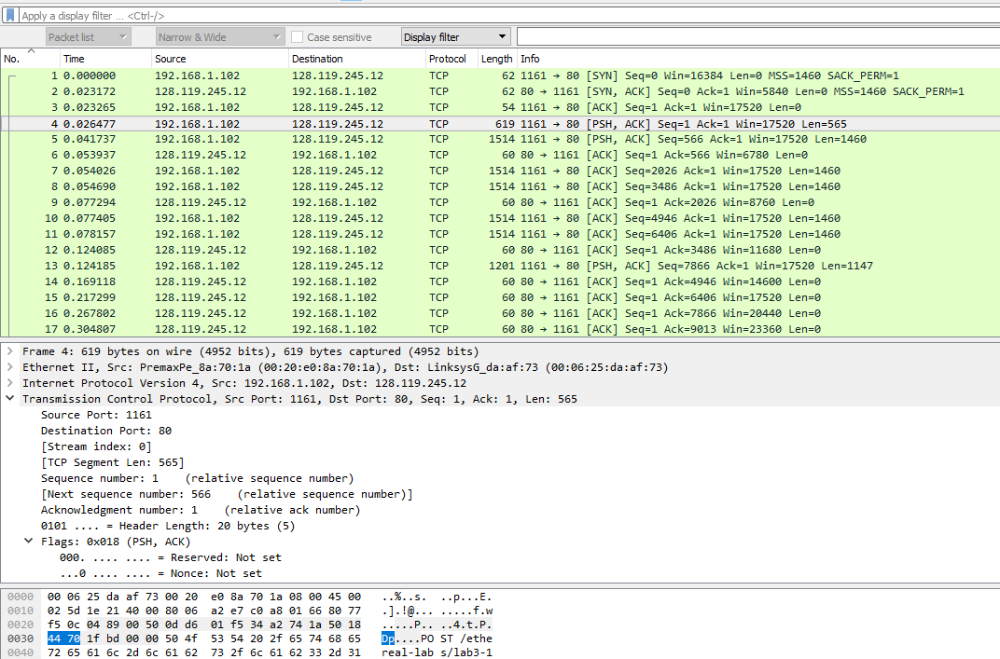 Apply a display filter ... <Ctrl-/>
Packet list Narrow & Wide Case sensitive Display filter
No. Time Source Destination Protocol Length Info
1 0.000000 192.168.1.102 128.119.245.12 TCP 62 1161 → 80 [SYN] Seq=0 Win=16384 Len=0 MSS=1460 SACK_PERM=1
2 0.023172 128.119.245.12 192.168.1.102 TCP 62 80 → 1161 [SYN, ACK] Seq=0 Ack=1 Win=5840 Len=0 MSS=1460 SACK_PERM=1
3 0.023265 192.168.1.102 128.119.245.12 TCP 54 1161 → 80 [ACK] Seq=1 Ack=1 Win=17520 Len=0
4 0.026477 192.168.1.102 128.119.245.12 TCP 619 1161 → 80 [PSH, ACK] Seq=1 Ack=1 Win=17520 Len=565
5 0.041737 192.168.1.102 128.119.245.12 TCP 1514 1161 → 80 [PSH, ACK] Seq=566 Ack=1 Win=17520 Len=1460
6 0.053937 128.119.245.12 192.168.1.102 TCP 60 80 → 1161 [ACK] Seq=1 Ack=566 Win=6780 Len=0
7 0.054026 192.168.1.102 128.119.245.12 TCP 1514 1161 → 80 [ACK] Seq=2026 Ack=1 Win=17520 Len=1460
8 0.054690 192.168.1.102 128.119.245.12 TCP 1514 1161 → 80 [ACK] Seq=3486 Ack=1 Win=17520 Len=1460
9 0.077294 128.119.245.12 192.168.1.102 TCP 60 80 → 1161 [ACK] Seq=1 Ack=2026 Win=8760 Len=0
10 0.077405 192.168.1.102 128.119.245.12 TCP 1514 1161 → 80 [ACK] Seq=4946 Ack=1 Win=17520 Len=1460
11 0.078157 192.168.1.102 128.119.245.12 TCP 1514 1161 → 80 [ACK] Seq=6406 Ack=1 Win=17520 Len=1460
12 0.124085 128.119.245.12 192.168.1.102 TCP 60 80 → 1161 [ACK] Seq=1 Ack=3486 Win=11680 Len=0
13 0.124185 192.168.1.102 128.119.245.12 TCP 1201 1161 → 80 [PSH, ACK] Seq=7866 Ack=1 Win=17520 Len=1147
14 0.169118 128.119.245.12 192.168.1.102 TCP 60 80 → 1161 [ACK] Seq=1 Ack=4946 Win=14600 Len=0
15 0.217299 128.119.245.12 192.168.1.102 TCP 60 80 → 1161 [ACK] Seq=1 Ack=6406 Win=17520 Len=0
16 0.267802 128.119.245.12 192.168.1.102 TCP 60 80 → 1161 [ACK] Seq=1 Ack=7866 Win=20440 Len=0
17 0.304807 128.119.245.12 192.168.1.102 TCP 60 80 → 1161 [ACK] Seq=1 Ack=9013 Win=23360 Len=0
Frame 4: 619 bytes on wire (4952 bits), 619 bytes captured (4952 bits)
Ethernet II, Src: PremaxPe_8a:70:1a (00:20:e0:8a:70:1a), Dst: LinksysG_da:af:73 (00:06:25:da:af:73)
Internet Protocol Version 4, Src: 192.168.1.102, Dst: 128.119.245.12
Transmission Control Protocol, Src Port: 1161, Dst Port: 80, Seq: 1, Ack: 1, Len: 565
Source Port: 1161
Destination Port: 80
[Stream index: 0]
[TCP Segment Len: 565]
Sequence number: 1 (relative sequence number)
[Next sequence number: 566 (relative sequence number)]
Acknowledgment number: 1 (relative ack number)
0101 .... = Header Length: 20 bytes (5)
Flags: 0x018 (PSH, ACK)
000. .... .... = Reserved: Not set
...0 .... .... = Nonce: Not set
0000 00 06 25 da af 73 00 20 e0 8a 70 1a 08 00 45 00 ..%..s. ..p...E.
0010 02 5d 1e 21 40 00 80 06 a2 e7 c0 a8 01 66 80 77 .].!@... .....f.w
0020 f5 0c 04 89 00 50 0d d6 01 f5 34 a2 74 1a 50 18 .....P.. ..4.t.P.
0030 44 70 1f bd 00 00 50 4f 53 54 20 2f 65 74 68 65 Dp....PO ST /ethe
0040 72 65 61 6c 2d 6c 61 62 73 2f 6c 61 62 33 2d 31 real-lab s/lab3-1